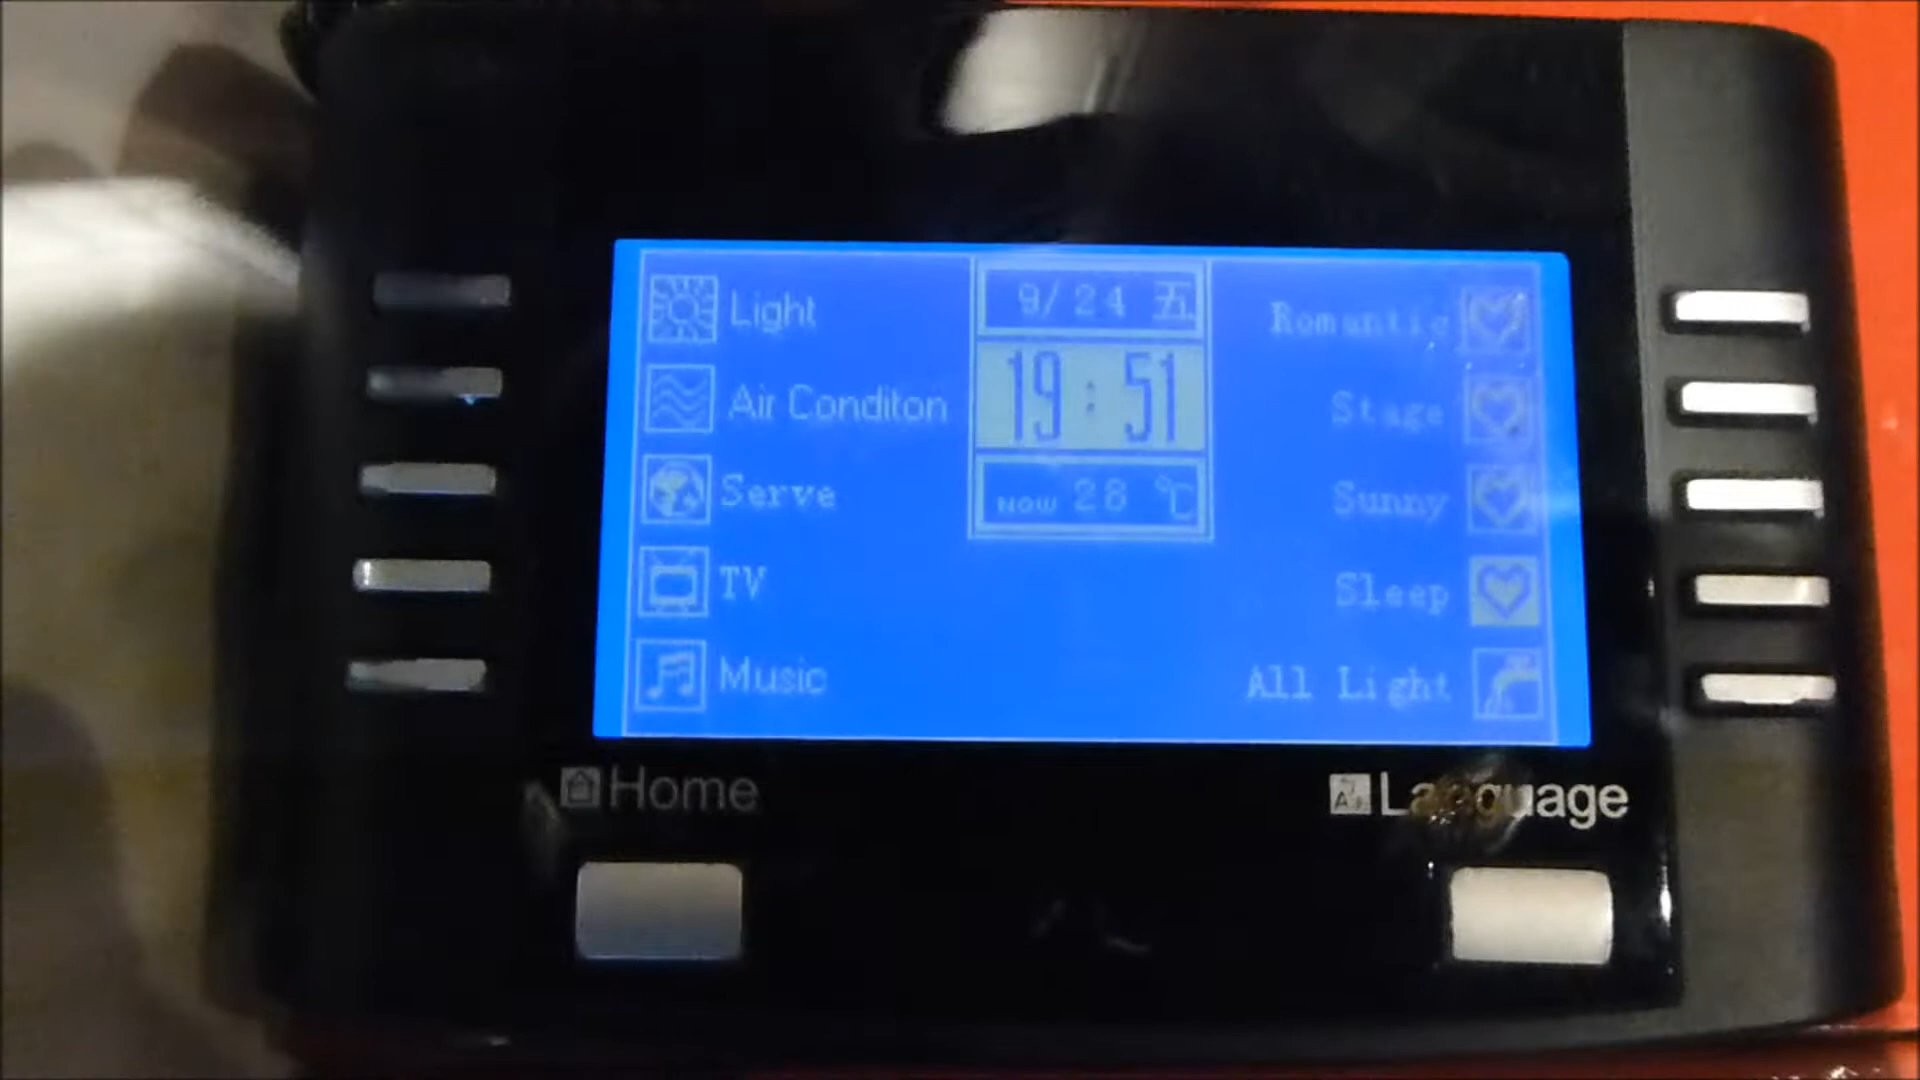 Light
Air Conditon
Serve
TV
Music
9/24 五
19:51
NOW 28 °C
Romantic
Stage
Sunny
Sleep
All Light
Home
Language